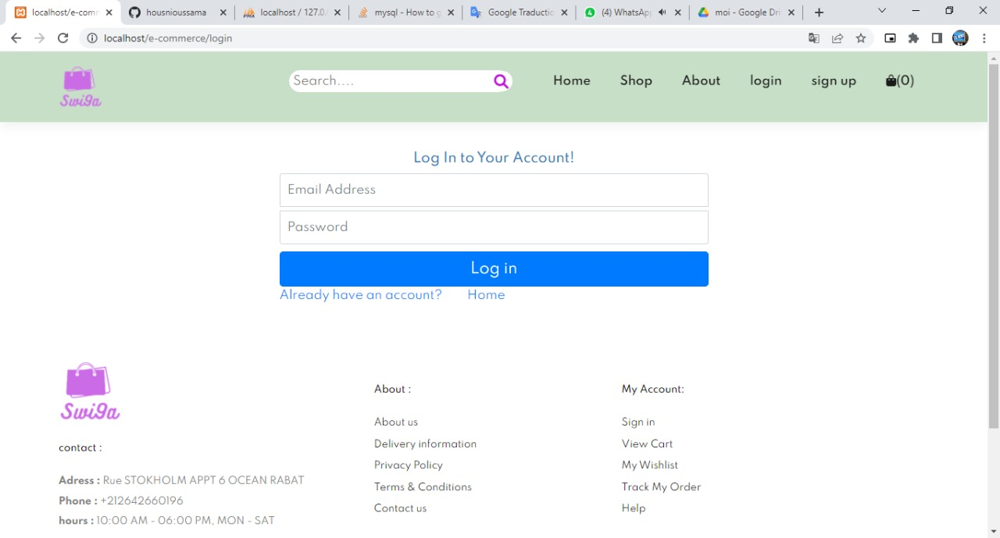 localhost/e-comm
housnioussama
localhost / 127.0.
mysql - How to g
Google Traductio
(4) WhatsApp
moi - Google Dri
localhost/e-commerce/login
Swi9a
Search....
Home
Shop
About
login
sign up
(0)
Log In to Your Account!
Email Address
Password
Log in
Already have an account? Home
Swi9a
contact :
Adress : Rue STOKHOLM APPT 6 OCEAN RABAT
Phone : +212642660196
hours : 10:00 AM - 06:00 PM, MON - SAT
About :
About us
Delivery information
Privacy Policy
Terms & Conditions
Contact us
My Account:
Sign in
View Cart
My Wishlist
Track My Order
Help